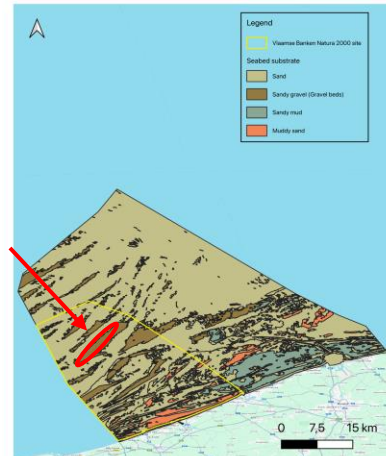 Legend
Vlaamse Banken Natura 2000 site
Seabed substrate
Sand
Sandy gravel (Gravel beds)
Sandy mud
Muddy sand
0 7,5 15 km